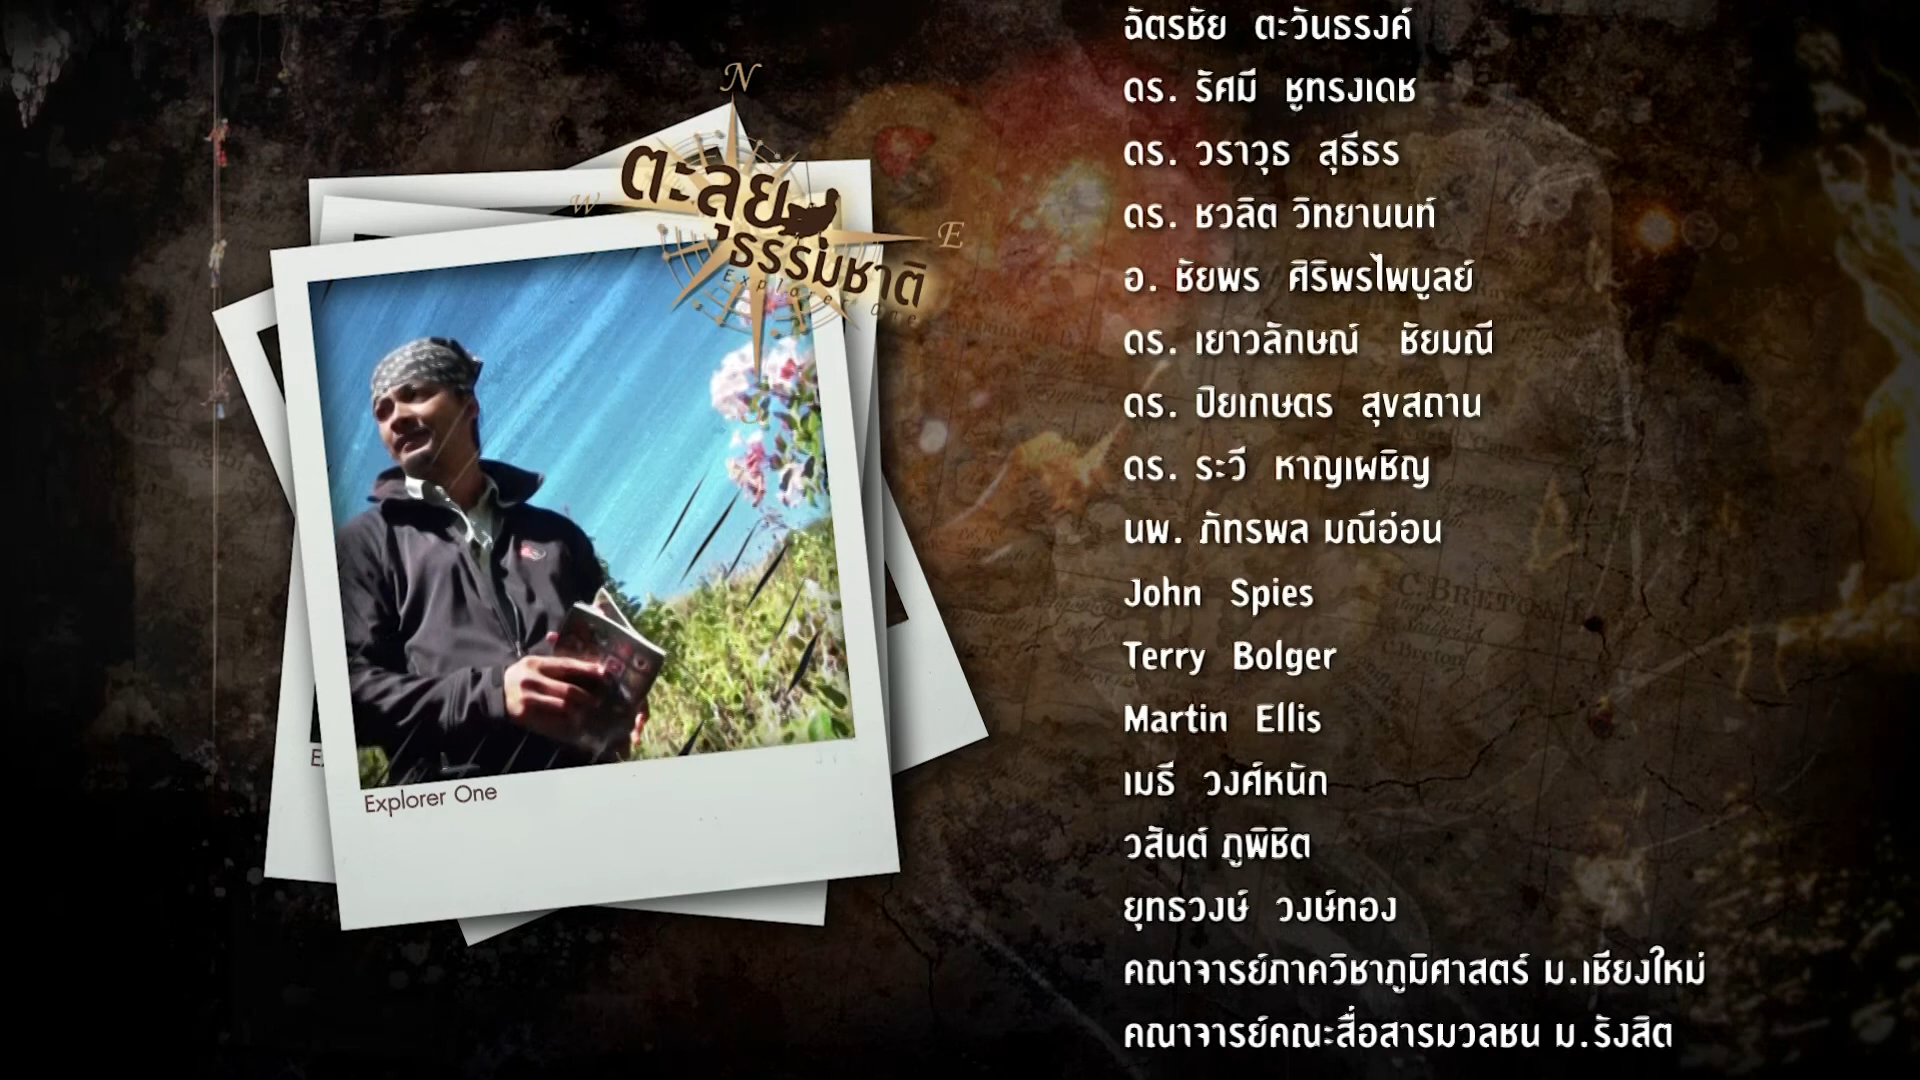 N
W
E
ตะลุย
ธรรมชาติ
Explorer One
Explorer One
ฉัตรชัย ตะวันธรงค์
ดร. รัศมี ชูทรงเดช
ดร. วราวุธ สุธีธร
ดร. ชวลิต วิทยานนท์
อ. ชัยพร ศิริพรไพบูลย์
ดร. เยาวลักษณ์ ชัยมณี
ดร. ปิยเกษตร สุขสถาน
ดร. ระวี หาญเผชิญ
นพ. ภัทรพล มณีอ่อน
John Spies
Terry Bolger
Martin Ellis
เมธี วงศ์หนัก
วสันต์ ภูพิชิต
ยุทธวงษ์ วงษ์ทอง
คณาจารย์ภาควิชาภูมิศาสตร์ ม.เชียงใหม่
คณาจารย์คณะสื่อสารมวลชน ม.รังสิต
C.BRETON
C.Breton